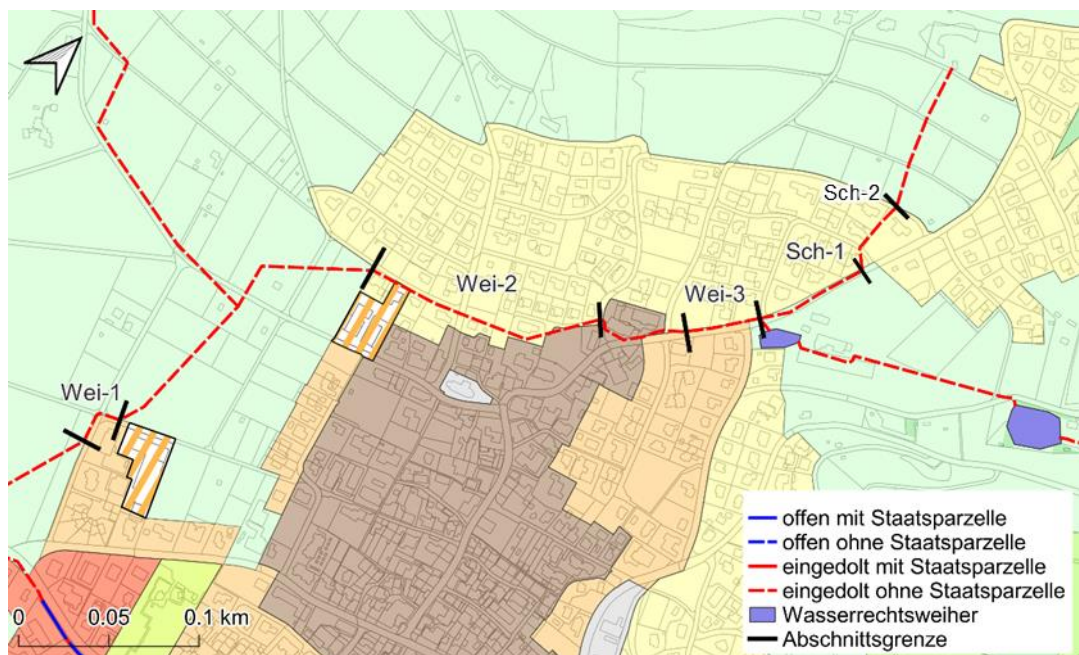 Sch-2
Sch-1
Wei-2
Wei-3
Wei-1
offen mit Staatsparzelle
offen ohne Staatsparzelle
eingedolt mit Staatsparzelle
eingedolt ohne Staatsparzelle
Wasserrechtsweiher
Abschnittsgrenze
0 0.05 0.1 km